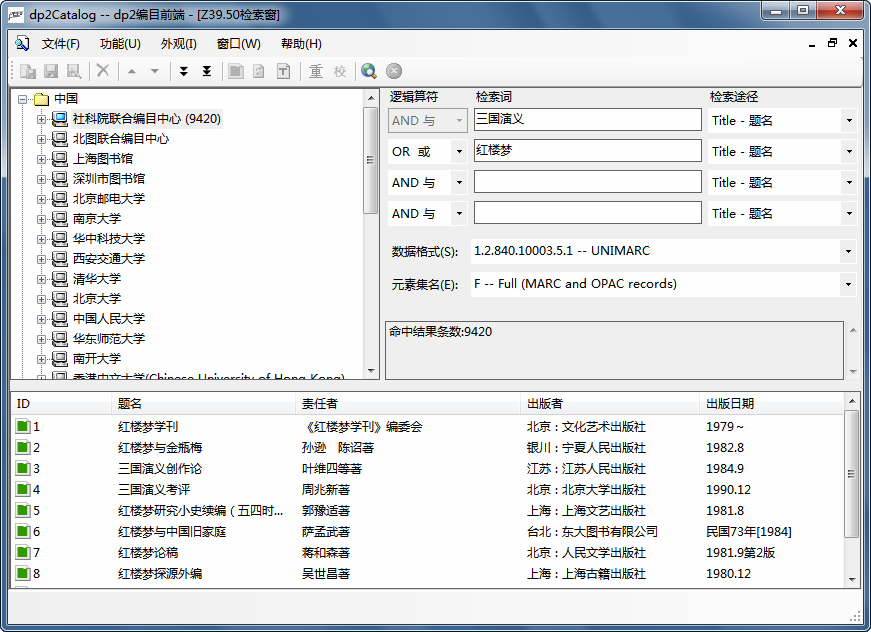 dp2Catalog -- dp2编目前端 - [Z39.50检索窗]
文件(F) 功能(U) 外观(I) 窗口(W) 帮助(H)
重 校
中国
社科院联合编目中心 (9420)
北图联合编目中心
上海图书馆
深圳市图书馆
北京邮电大学
南京大学
华中科技大学
西安交通大学
清华大学
北京大学
中国人民大学
华东师范大学
南开大学
香港中文大学(Chinese University of Hong Kong)
逻辑算符 检索词 检索途径
AND 与 三国演义 Title - 题名
OR 或 红楼梦 Title - 题名
AND 与 Title - 题名
AND 与 Title - 题名
数据格式(S): 1.2.840.10003.5.1 -- UNIMARC
元素集名(E): F -- Full (MARC and OPAC records)
命中结果条数:9420
ID 题名 责任者 出版者 出版日期
1 红楼梦学刊 《红楼梦学刊》编委会 北京 : 文化艺术出版社 1979 ~
2 红楼梦与金瓶梅 孙逊 陈诏著 银川 : 宁夏人民出版社 1982.8
3 三国演义创作论 叶维四等著 江苏 : 江苏人民出版社 1984.9
4 三国演义考评 周兆新著 北京 : 北京大学出版社 1990.12
5 红楼梦研究小史续编（五四时... 郭豫适著 上海 : 上海文艺出版社 1981.8
6 红楼梦与中国旧家庭 萨孟武著 台北 : 东大图书有限公司 民国73年[1984]
7 红楼梦论稿 蒋和森著 北京 : 人民文学出版社 1981.9第2版
8 红楼梦探源外编 吴世昌著 上海 : 上海古籍出版社 1980.12